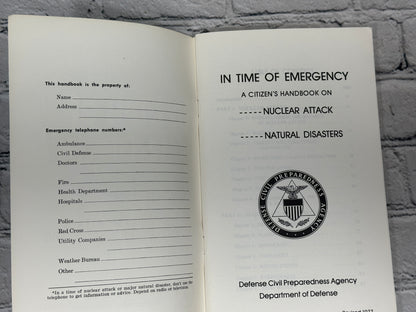 This handbook is the property of:
Name
Address
Emergency telephone numbers:*
Ambulance
Civil Defense
Doctors
Fire
Health Department
Hospitals
Police
Red Cross
Utility Companies
Weather Bureau
Other
*In a time of nuclear attack or major natural disaster, don't use the
telephone to get information or advice. Depend on radio or television.
IN TIME OF EMERGENCY
A CITIZEN'S HANDBOOK ON
----- NUCLEAR ATTACK
----- NATURAL DISASTERS
DEFENSE CIVIL PREPAREDNESS AGENCY
Defense Civil Preparedness Agency
Department of Defense
Revised 1977